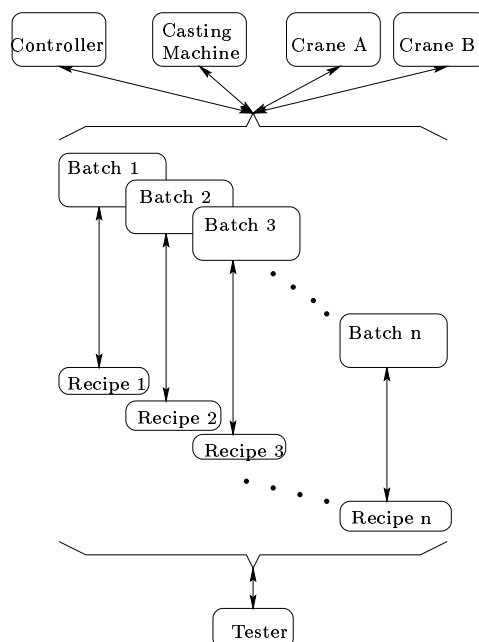 Controller
Casting
Machine
Crane A
Crane B
Batch 1
Batch 2
Batch 3
Batch n
Recipe 1
Recipe 2
Recipe 3
Recipe n
Tester